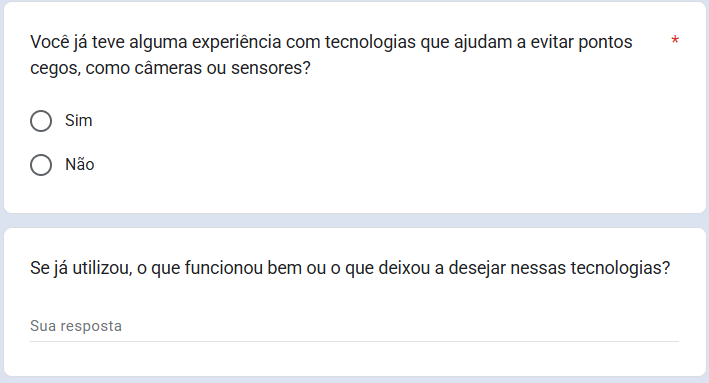 Você já teve alguma experiência com tecnologias que ajudam a evitar pontos *
cegos, como câmeras ou sensores?
Sim
Não
Se já utilizou, o que funcionou bem ou o que deixou a desejar nessas tecnologias?
Sua resposta